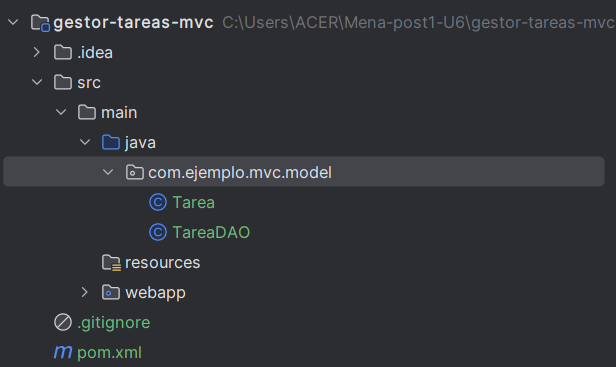 gestor-tareas-mvc C:\Users\ACER\Mena-post1-U6\gestor-tareas-mvc
.idea
src
main
java
com.ejemplo.mvc.model
Tarea
TareaDAO
resources
webapp
.gitignore
pom.xml